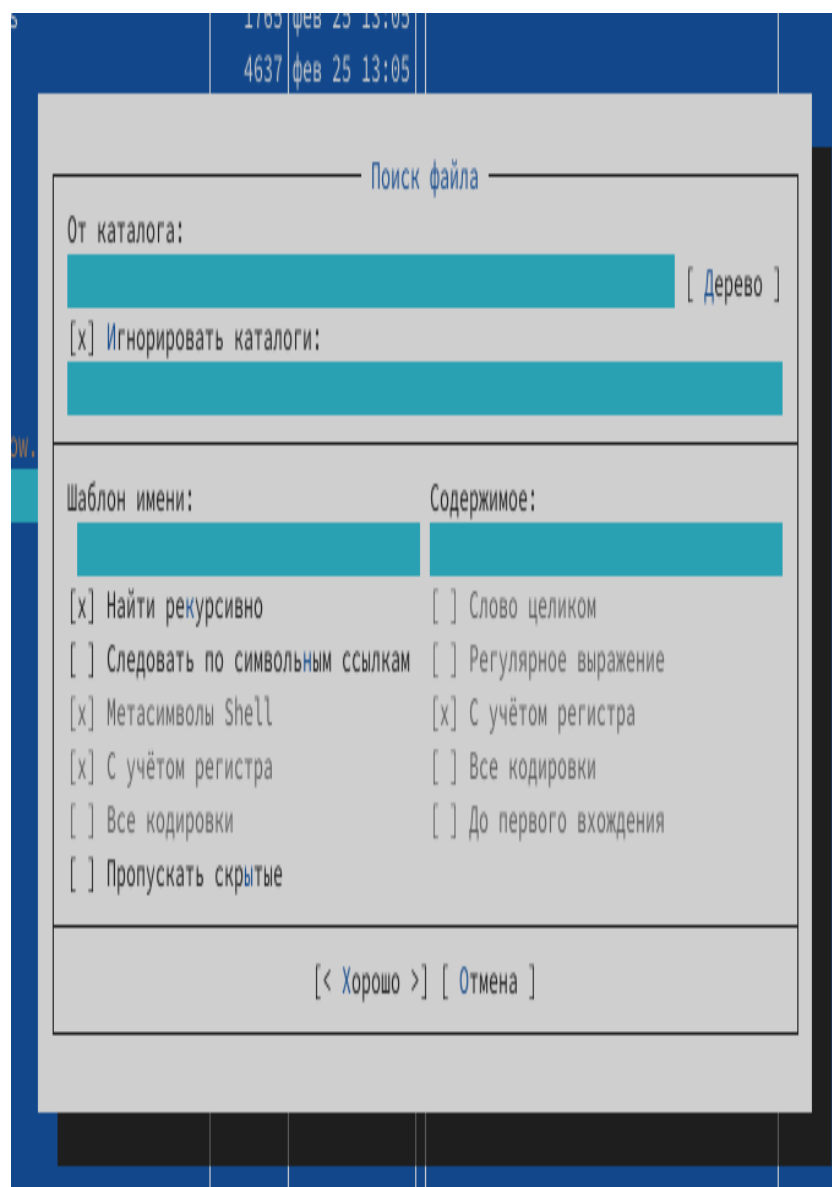 s 1765 фев 25 13:05
4637 фев 25 13:05
Поиск файла
От каталога:
[ Дерево ]
[x] Игнорировать каталоги:
ow.
Шаблон имени: Содержимое:
[x] Найти рекурсивно [ ] Слово целиком
[ ] Следовать по символьным ссылкам [ ] Регулярное выражение
[x] Метасимволы Shell [x] С учётом регистра
[x] С учётом регистра [ ] Все кодировки
[ ] Все кодировки [ ] До первого вхождения
[ ] Пропускать скрытые
[< Хорошо >] [ Отмена ]